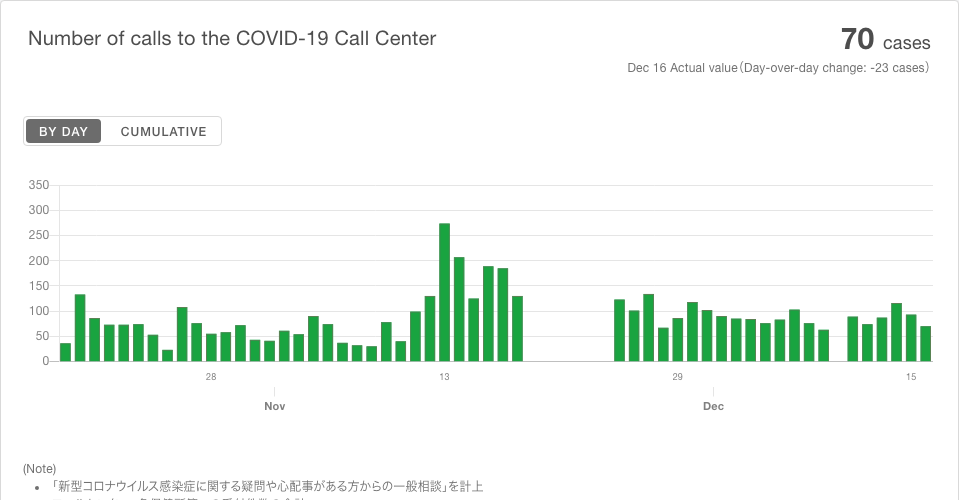 Number of calls to the COVID-19 Call Center
70 cases
Dec 16 Actual value (Day-over-day change: -23 cases)
BY DAY CUMULATIVE
350
300
250
200
150
100
50
0
28 13 29 15
Nov Dec
(Note)
• 「新型コロナウイルス感染症に関する疑問や心配事がある方からの一般相談」を計上